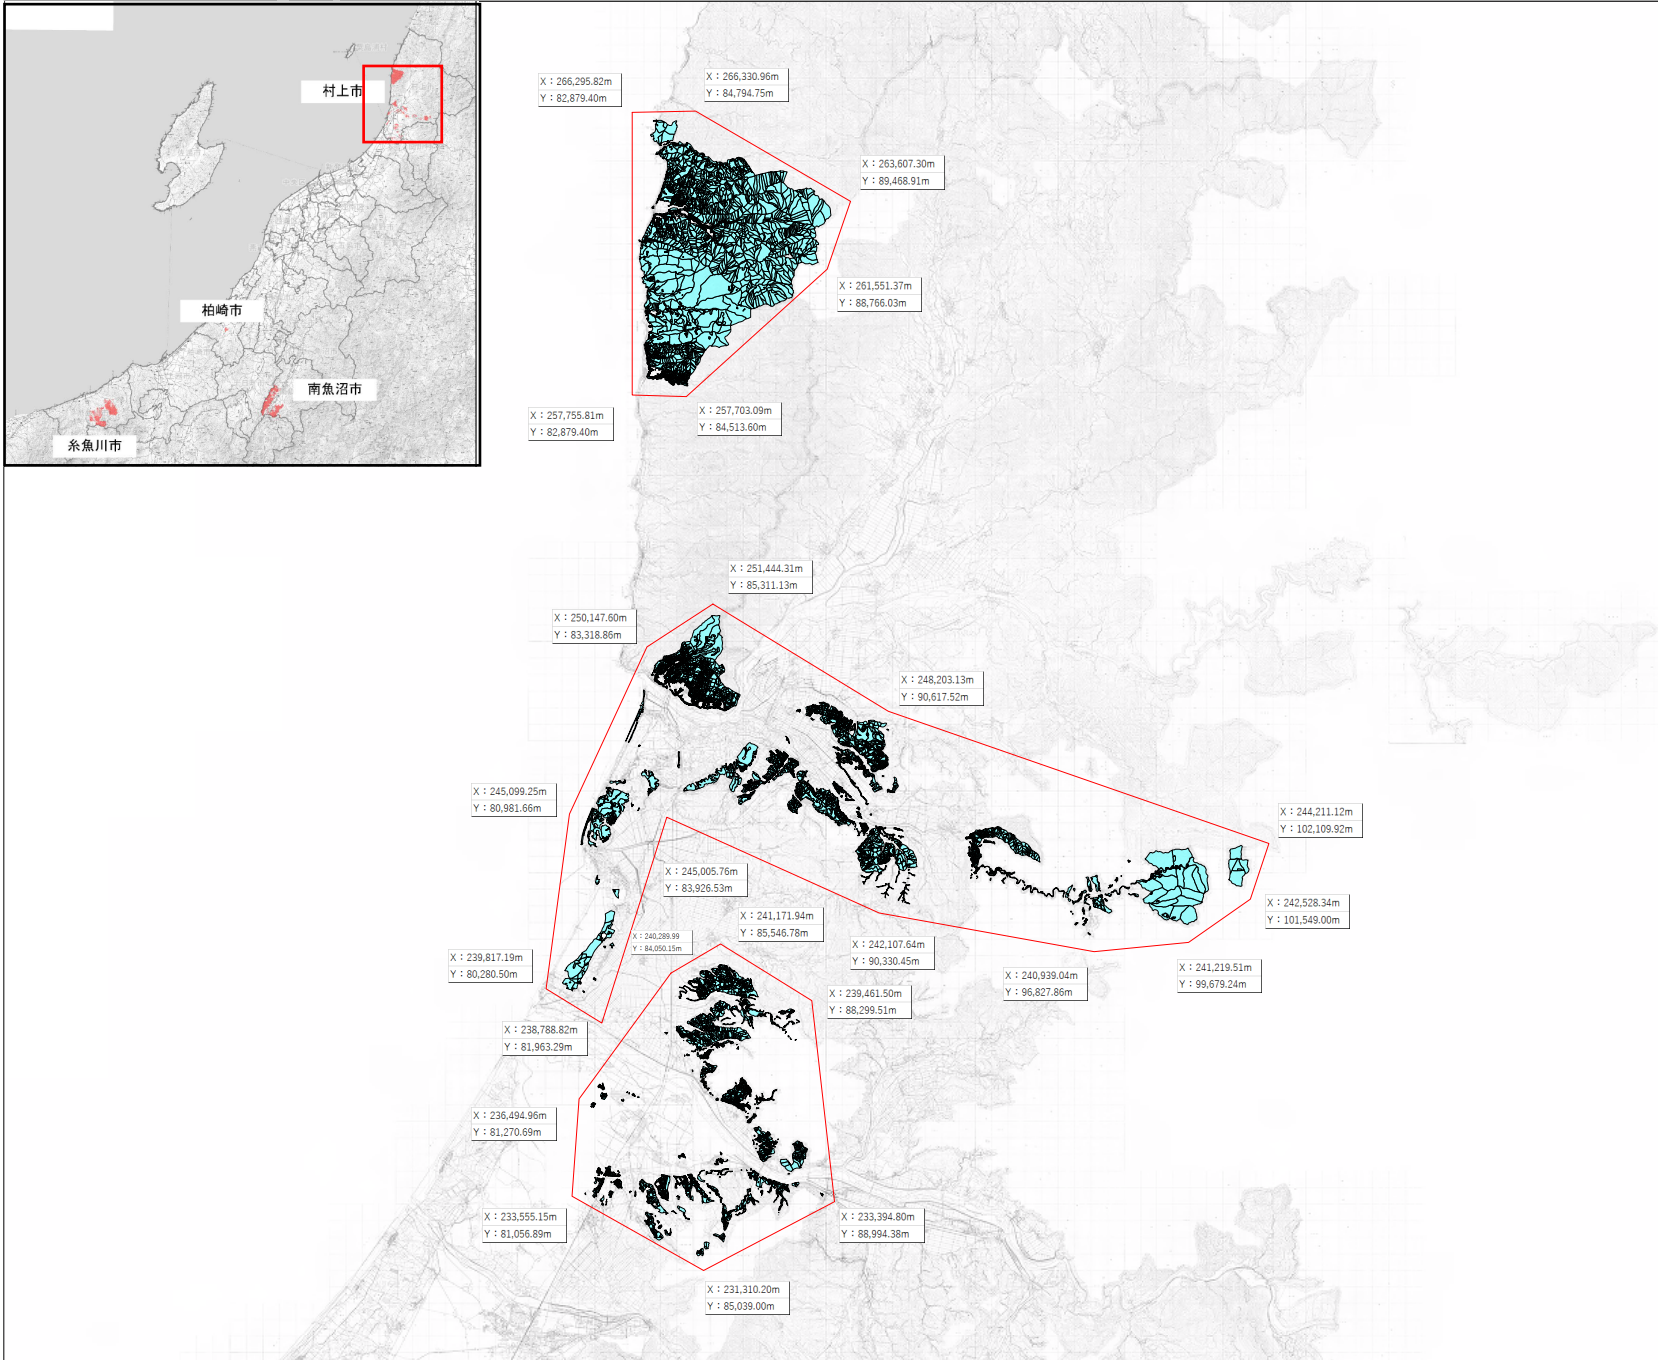 村上市
柏崎市
南魚沼市
糸魚川市
X：266,295.82m
Y：82,879.40m
X：266,330.96m
Y：84,794.75m
X：263,607.30m
Y：89,468.91m
X：261,551.37m
Y：88,766.03m
X：257,755.81m
Y：82,879.40m
X：257,703.09m
Y：84,513.60m
X：251,444.31m
Y：85,311.13m
X：250,147.60m
Y：83,318.86m
X：248,203.13m
Y：90,617.52m
X：245,099.25m
Y：80,981.66m
X：244,211.12m
Y：102,109.92m
X：245,005.76m
Y：83,926.53m
X：242,528.34m
Y：101,549.00m
X：241,171.94m
Y：85,546.78m
X：240,289.99
Y：84,050.15m
X：242,107.64m
Y：90,330.45m
X：239,817.19m
Y：80,280.50m
X：240,939.04m
Y：96,827.86m
X：241,219.51m
Y：99,679.24m
X：239,461.50m
Y：88,299.51m
X：238,788.82m
Y：81,963.29m
X：236,494.96m
Y：81,270.69m
X：233,555.15m
Y：81,056.89m
X：233,394.80m
Y：88,994.38m
X：231,310.20m
Y：85,039.00m